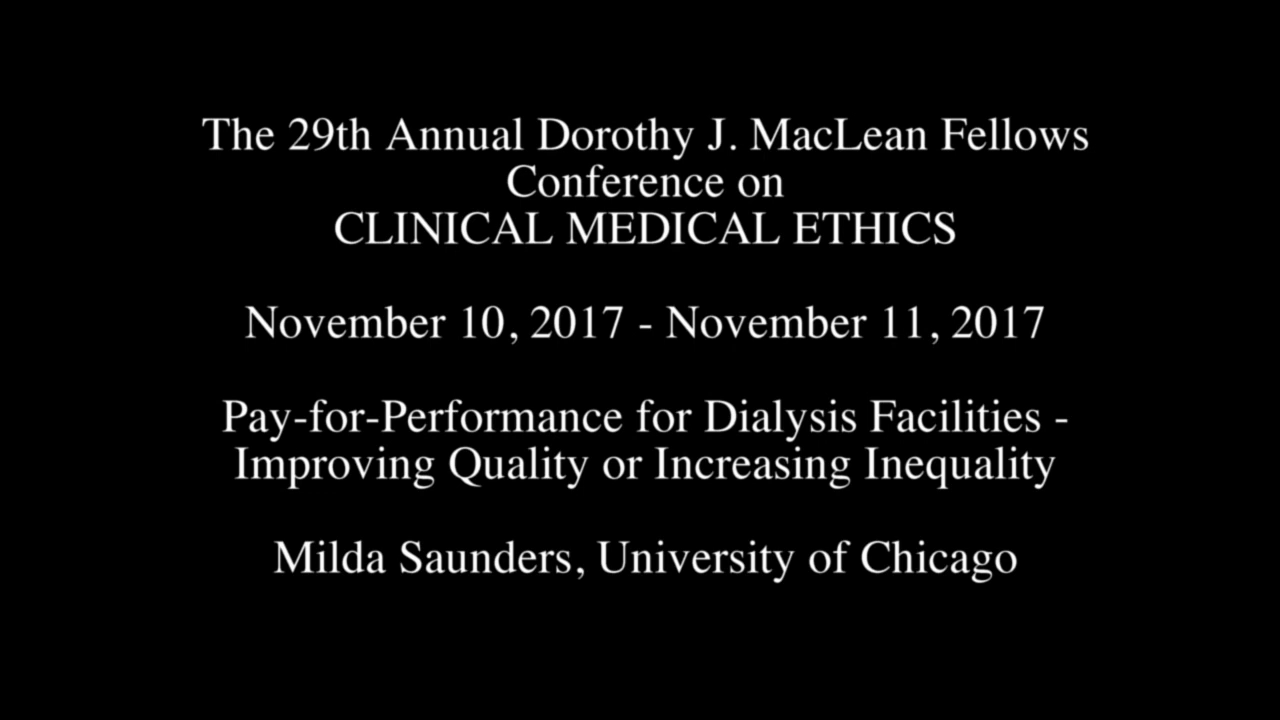 The 29th Annual Dorothy J. MacLean Fellows
Conference on
CLINICAL MEDICAL ETHICS
November 10, 2017 - November 11, 2017
Pay-for-Performance for Dialysis Facilities -
Improving Quality or Increasing Inequality
Milda Saunders, University of Chicago